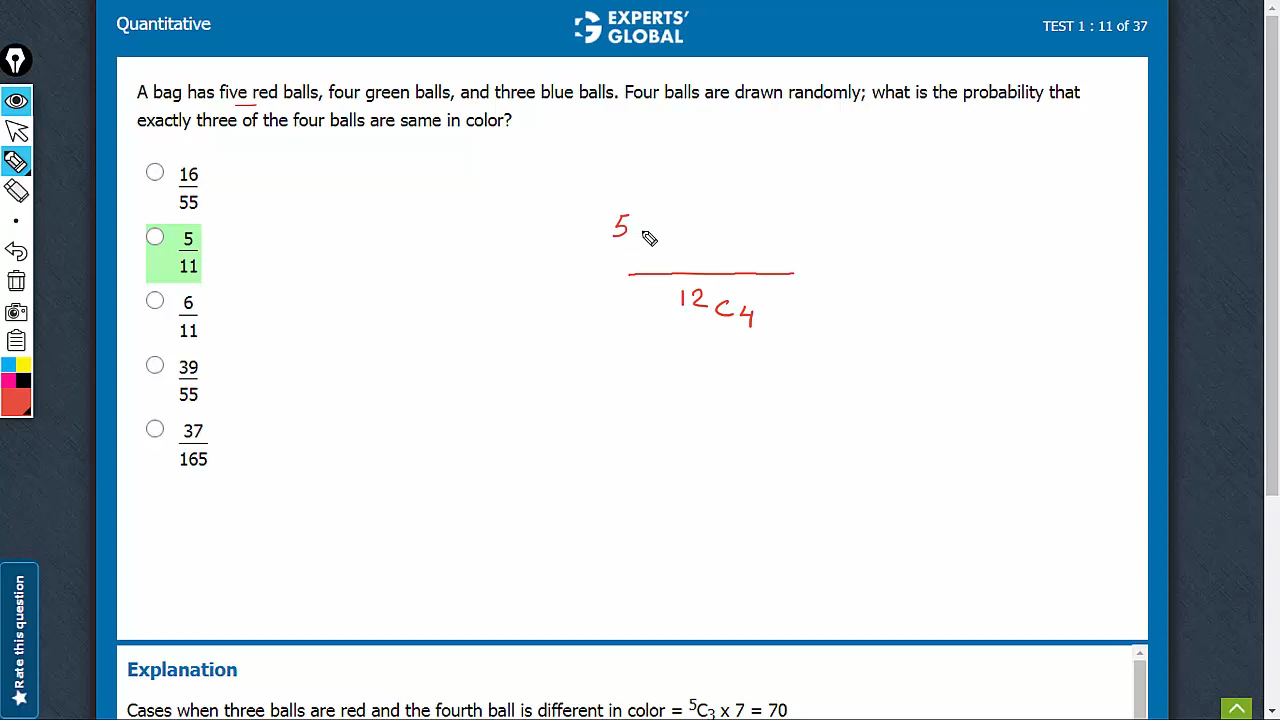 Quantitative
EXPERTS'
GLOBAL
TEST 1 : 11 of 37
A bag has five red balls, four green balls, and three blue balls. Four balls are drawn randomly; what is the probability that
exactly three of the four balls are same in color?
16
55
5
11
6
11
39
55
37
165
5
12C4
Rate this question
Explanation
Cases when three balls are red and the fourth ball is different in color = ⁵C₃ x 7 = 70